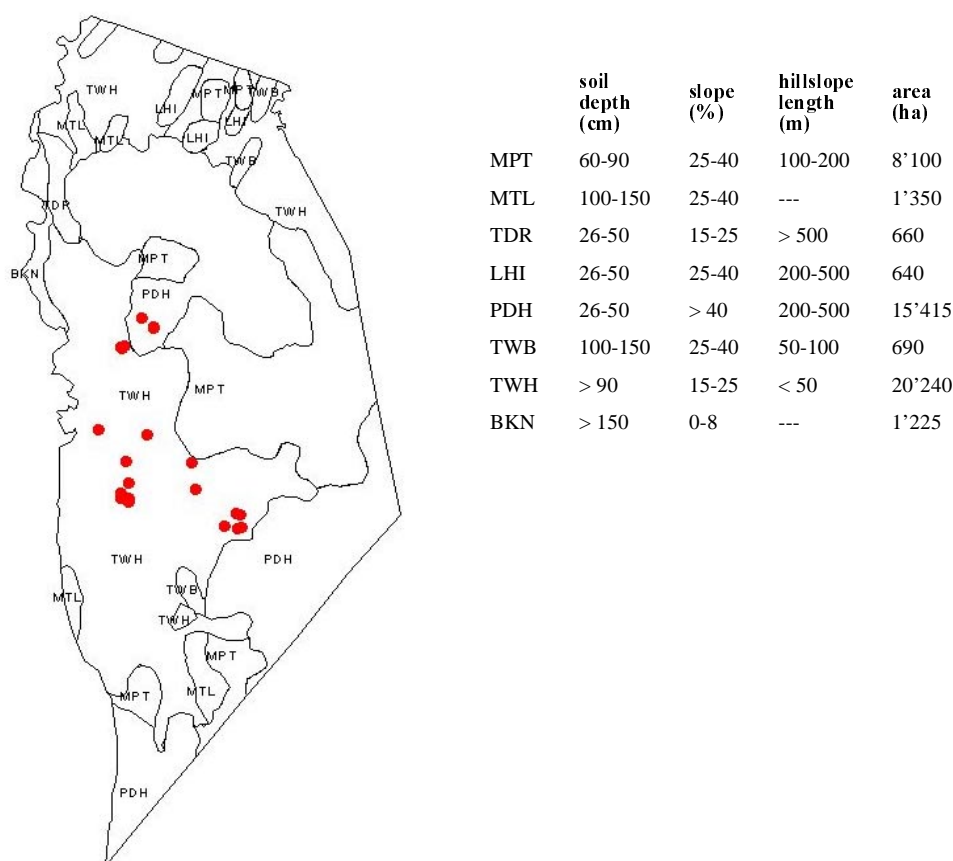 TWH
MPT
MPT
TWB
LHI
LHI
MTL
MTL
LHI
TWB
TDR
TWH
MPT
BKN
PDH
MPT
TWH
TWH
PDH
TWB
MTL
TWH
MPT
MPT
MTL
PDH
soil depth (cm) slope (%) hillslope length (m) area (ha)
MPT 60-90 25-40 100-200 8’100
MTL 100-150 25-40 --- 1’350
TDR 26-50 15-25 > 500 660
LHI 26-50 25-40 200-500 640
PDH 26-50 > 40 200-500 15’415
TWB 100-150 25-40 50-100 690
TWH > 90 15-25 < 50 20’240
BKN > 150 0-8 --- 1’225